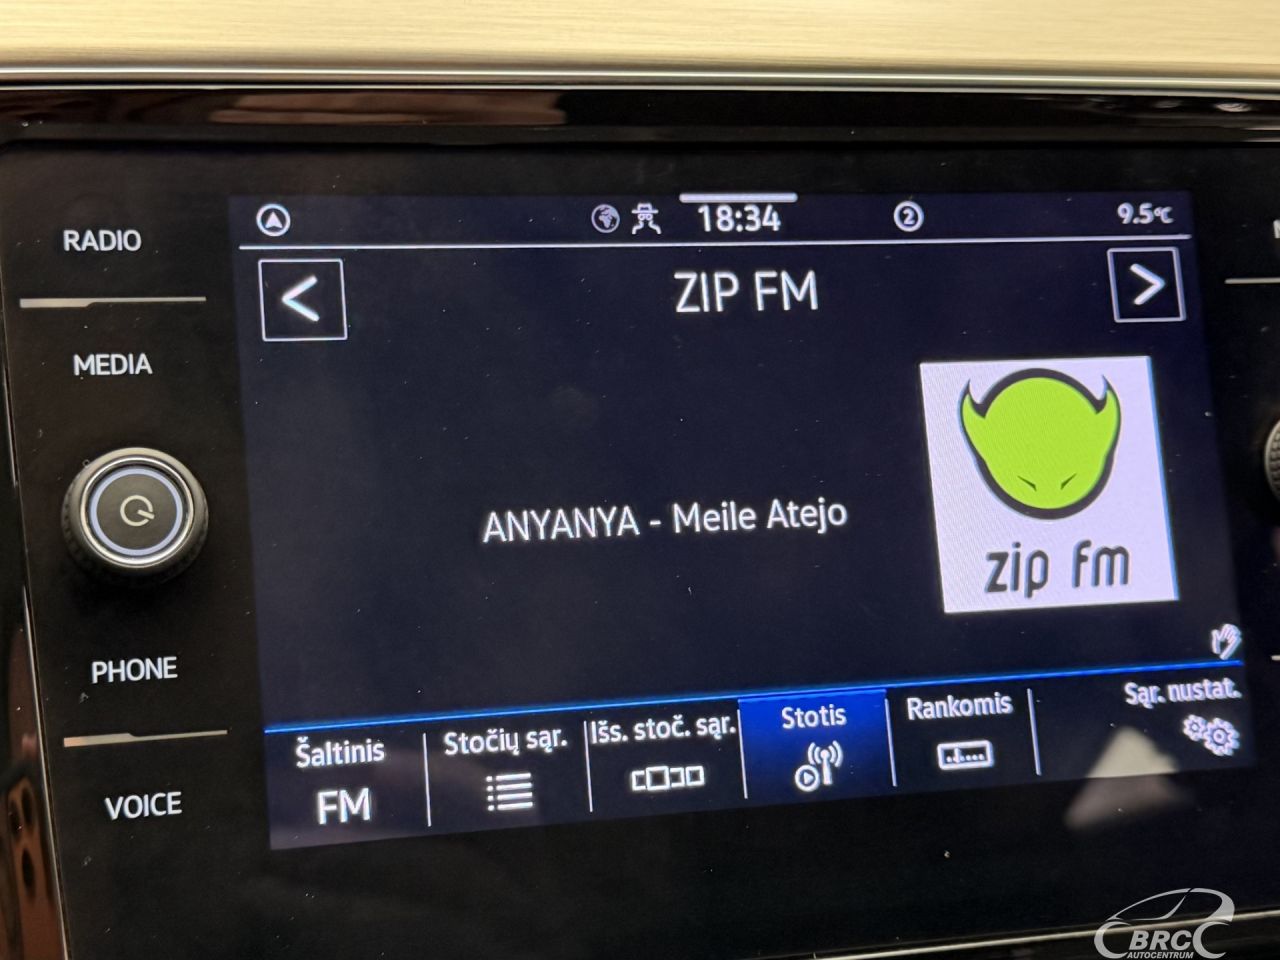 RADIO
MEDIA
PHONE
VOICE
18:34
2
9.5°C
<
ZIP FM
>
zip fm
ANYANYA - Meile Atejo
Šaltinis
FM
Stočių sąr.
Išs. stoč. sąr.
Stotis
Rankomis
Sąr. nustat.
BRC
AUTOCENTRUM